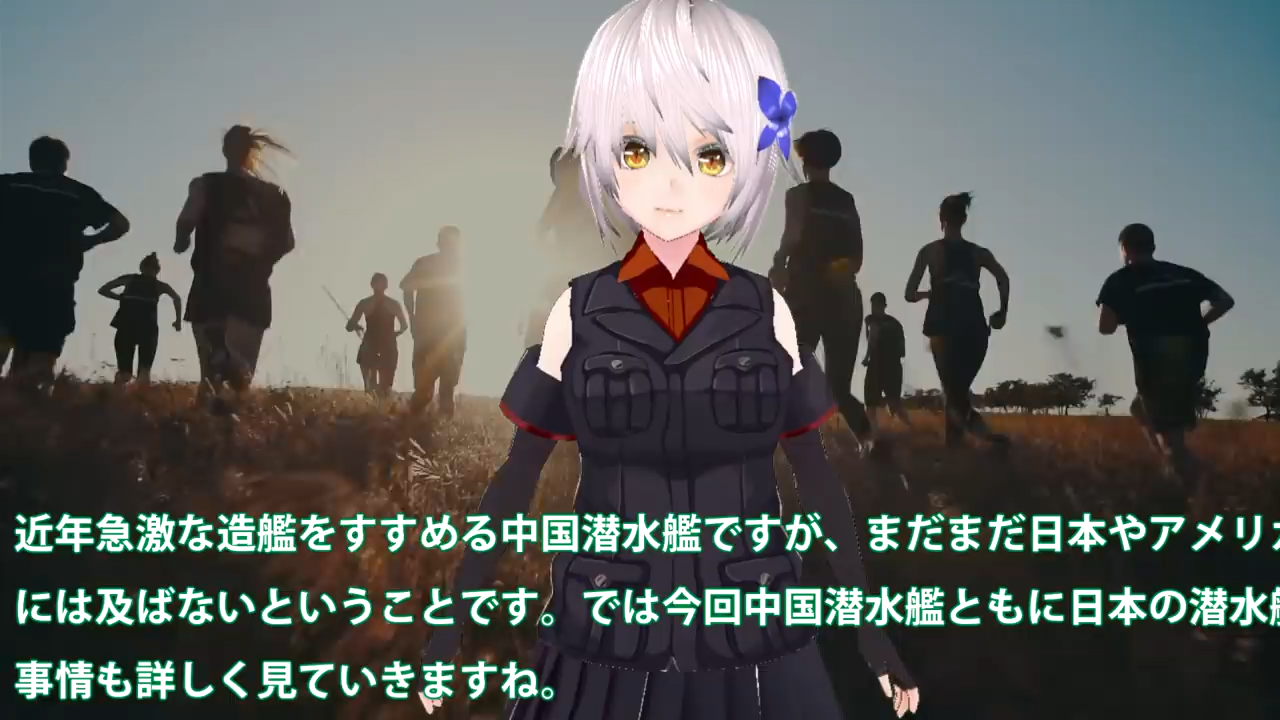 近年急激な造艦をすすめる中国潜水艦ですが、まだまだ日本やアメリカ
には及ばないということです。では今回中国潜水艦ともに日本の潜水艦
事情も詳しく見ていきますね。